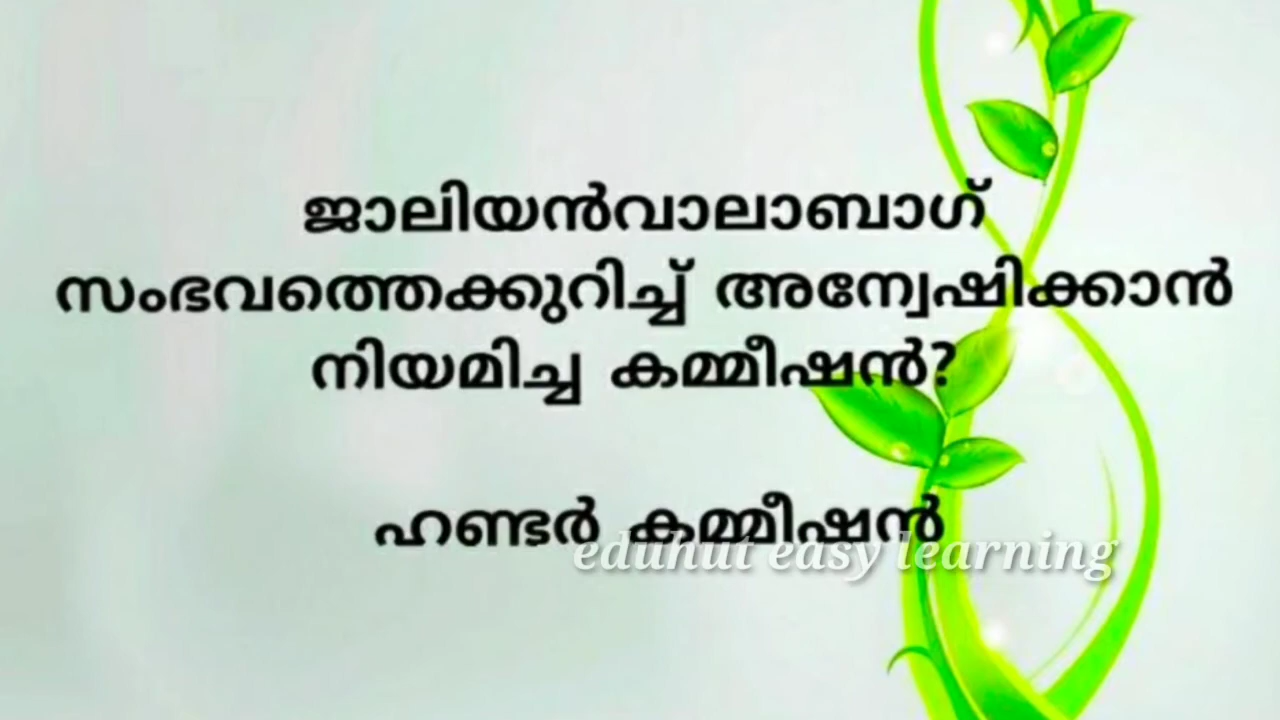 ജാലിയൻവാലാബാഗ്
സംഭവത്തെക്കുറിച്ച് അന്വേഷിക്കാൻ
നിയമിച്ച കമ്മീഷൻ?
ഹണ്ടർ കമ്മീഷൻ
eduhut easy learning